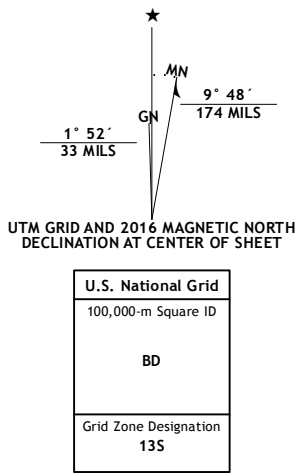 MN
GN
9° 48´
174 MILS
1° 52´
33 MILS
UTM GRID AND 2016 MAGNETIC NORTH
DECLINATION AT CENTER OF SHEET
U.S. National Grid
100,000-m Square ID
BD
Grid Zone Designation
13S